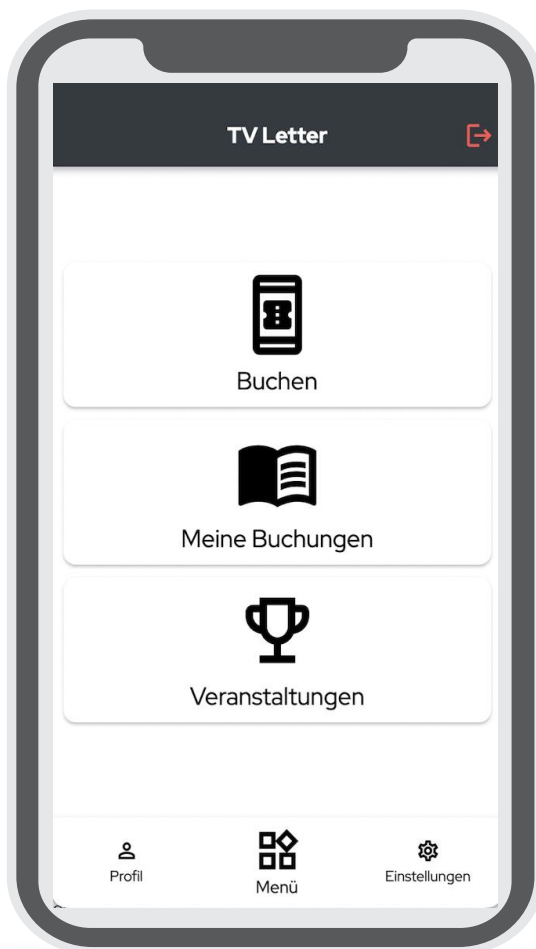 TV Letter
Buchen
Meine Buchungen
Veranstaltungen
Profil
Menü
Einstellungen